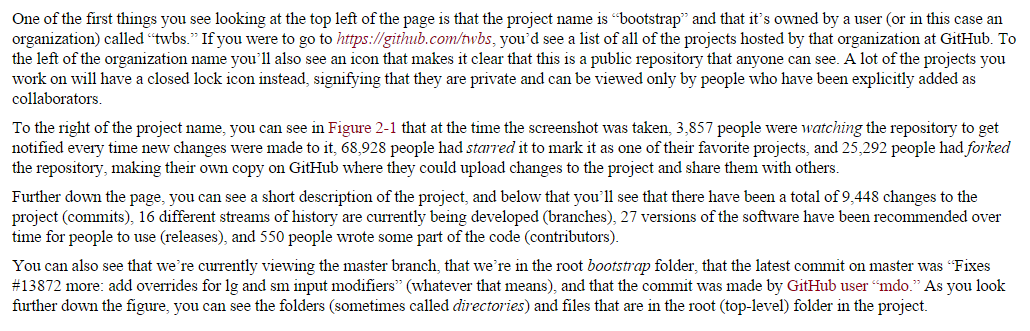 One of the first things you see looking at the top left of the page is that the project name is “bootstrap” and that it’s owned by a user (or in this case an
organization) called “twbs.” If you were to go to https://github.com/twbs, you’d see a list of all of the projects hosted by that organization at GitHub. To
the left of the organization name you’ll also see an icon that makes it clear that this is a public repository that anyone can see. A lot of the projects you
work on will have a closed lock icon instead, signifying that they are private and can be viewed only by people who have been explicitly added as
collaborators.
To the right of the project name, you can see in Figure 2-1 that at the time the screenshot was taken, 3,857 people were watching the repository to get
notified every time new changes were made to it, 68,928 people had starred it to mark it as one of their favorite projects, and 25,292 people had forked
the repository, making their own copy on GitHub where they could upload changes to the project and share them with others.
Further down the page, you can see a short description of the project, and below that you’ll see that there have been a total of 9,448 changes to the
project (commits), 16 different streams of history are currently being developed (branches), 27 versions of the software have been recommended over
time for people to use (releases), and 550 people wrote some part of the code (contributors).
You can also see that we’re currently viewing the master branch, that we’re in the root bootstrap folder, that the latest commit on master was “Fixes
#13872 more: add overrides for lg and sm input modifiers” (whatever that means), and that the commit was made by GitHub user “mdo.” As you look
further down the figure, you can see the folders (sometimes called directories) and files that are in the root (top-level) folder in the project.